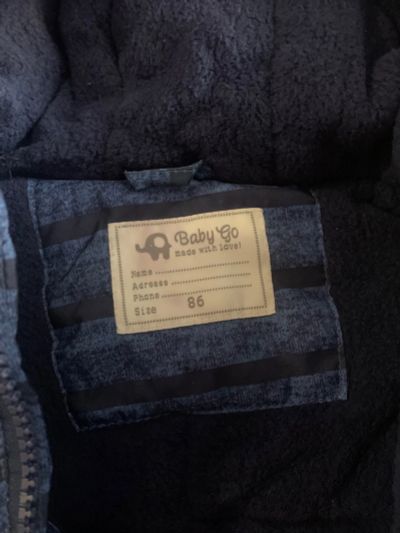 Baby Go
made with love!
Name
Adresse
Phone
Size 86